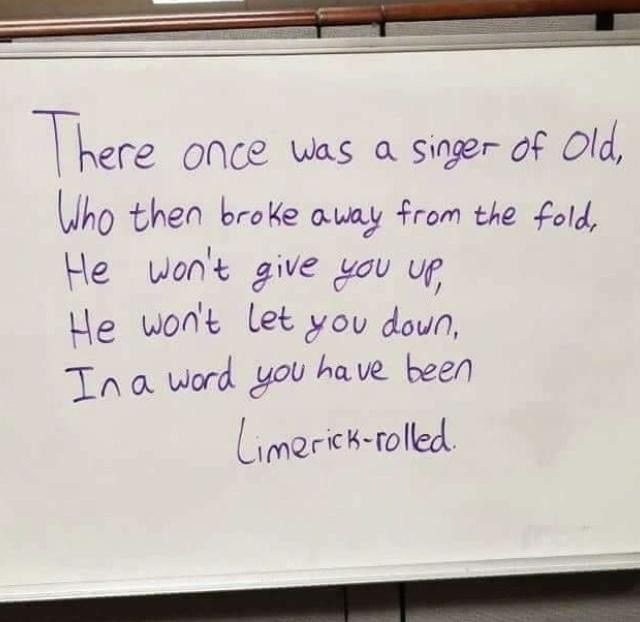 There once was a singer of old,
Who then broke away from the fold,
He won't give you up,
He won't let you down,
In a word you have been
Limerick-rolled.